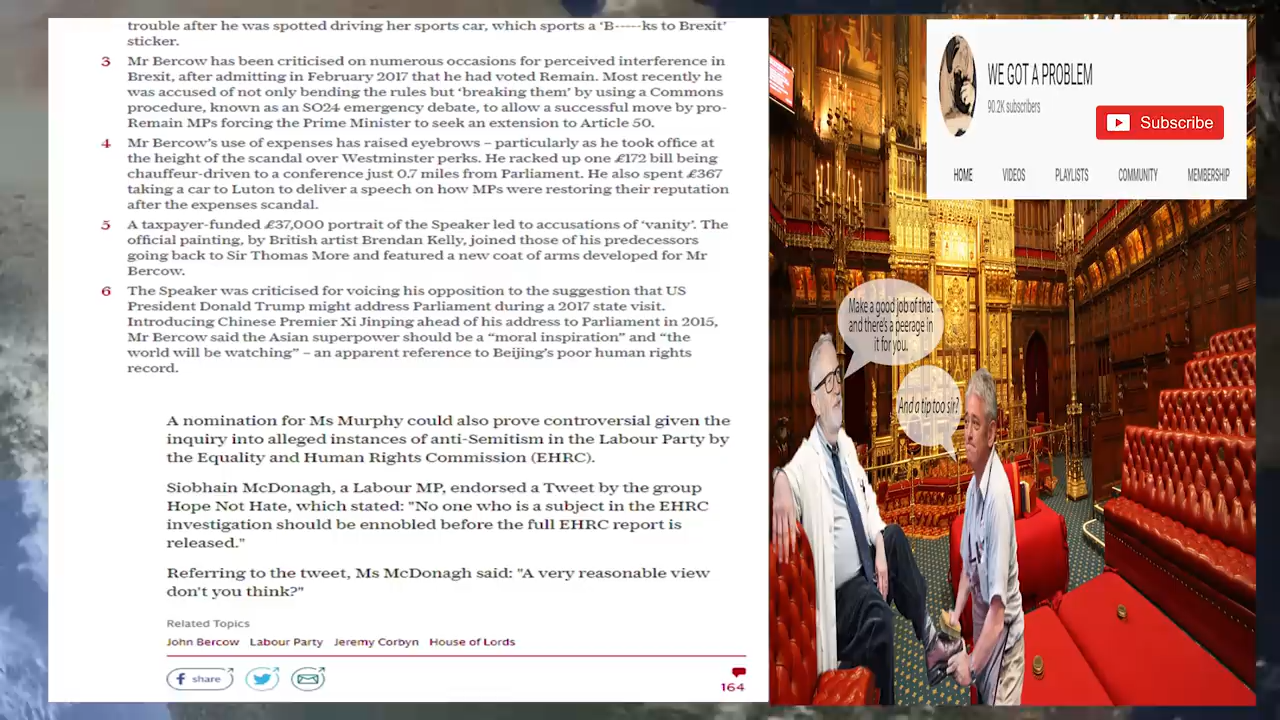 trouble after he was spotted driving her sports car, which sports a ‘B-----ks to Brexit’
sticker.
3 Mr Bercow has been criticised on numerous occasions for perceived interference in
Brexit, after admitting in February 2017 that he had voted Remain. Most recently he
was accused of not only bending the rules but ‘breaking them’ by using a Commons
procedure, known as an SO24 emergency debate, to allow a successful move by pro-
Remain MPs forcing the Prime Minister to seek an extension to Article 50.
4 Mr Bercow’s use of expenses has raised eyebrows – particularly as he took office at
the height of the scandal over Westminster perks. He racked up one £172 bill being
chauffeur-driven to a conference just 0.7 miles from Parliament. He also spent £367
taking a car to Luton to deliver a speech on how MPs were restoring their reputation
after the expenses scandal.
5 A taxpayer-funded £37,000 portrait of the Speaker led to accusations of ‘vanity’. The
official painting, by British artist Brendan Kelly, joined those of his predecessors
going back to Sir Thomas More and featured a new coat of arms developed for Mr
Bercow.
6 The Speaker was criticised for voicing his opposition to the suggestion that US
President Donald Trump might address Parliament during a 2017 state visit.
Introducing Chinese Premier Xi Jinping ahead of his address to Parliament in 2015,
Mr Bercow said the Asian superpower should be a “moral inspiration” and “the
world will be watching” – an apparent reference to Beijing’s poor human rights
record.
A nomination for Ms Murphy could also prove controversial given the
inquiry into alleged instances of anti-Semitism in the Labour Party by
the Equality and Human Rights Commission (EHRC).
Siobhain McDonagh, a Labour MP, endorsed a Tweet by the group
Hope Not Hate, which stated: "No one who is a subject in the EHRC
investigation should be ennobled before the full EHRC report is
released."
Referring to the tweet, Ms McDonagh said: "A very reasonable view
don't you think?"
Related Topics
John Bercow Labour Party Jeremy Corbyn House of Lords
share
164
WE GOT A PROBLEM
90.2K subscribers
Subscribe
HOME VIDEOS PLAYLISTS COMMUNITY MEMBERSHIP
Make a good job of that
and there's a peerage in
it for you.
And a tip too sir?